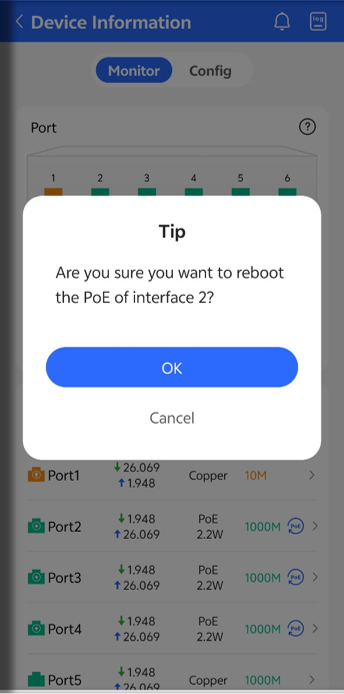 Device Information
log
Monitor
Config
Port
?
1 2 3 4 5 6
Tip
Are you sure you want to reboot
the PoE of interface 2?
OK
Cancel
Port1 26.069 1.948 Copper 10M
Port2 1.948 26.069 PoE 2.2W 1000M PoE
Port3 1.948 26.069 PoE 2.2W 1000M PoE
Port4 1.948 26.069 PoE 2.2W 1000M PoE
Port5 1.948 26.069 Copper 1000M